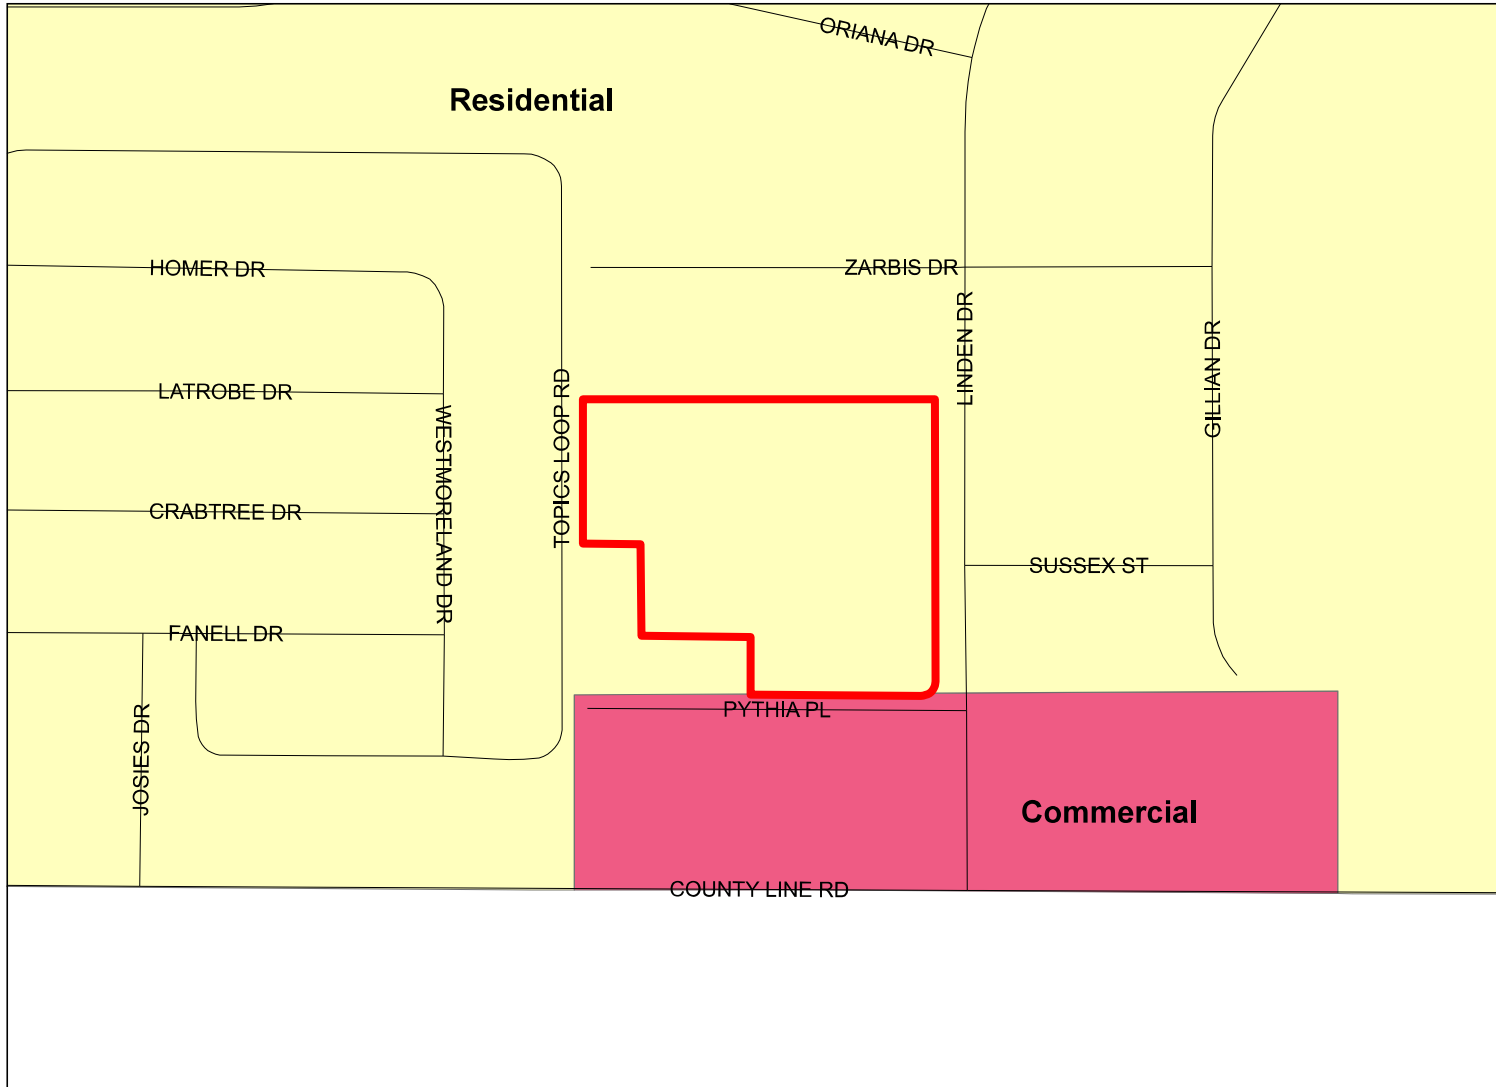 ORIANA DR
Residential
HOMER DR
ZARBIS DR
LINDEN DR
GILLIAN DR
LATROBE DR
TOPICS LOOP RD
WESTMORELAND DR
CRABTREE DR
SUSSEX ST
FANELL DR
JOSIES DR
PYTHIA PL
Commercial
COUNTY LINE RD